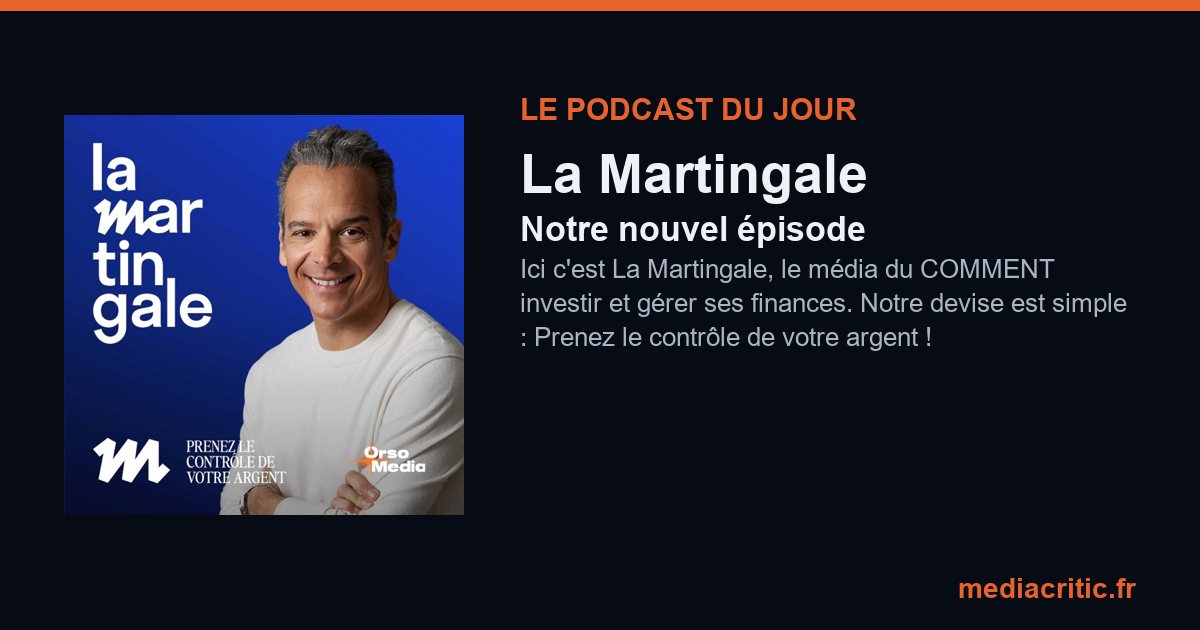 la
mar
tin
gale
M
PRENEZ LE
CONTRÔLE DE
VOTRE ARGENT
Orso
Media
LE PODCAST DU JOUR
La Martingale
Notre nouvel épisode
Ici c'est La Martingale, le média du COMMENT
investir et gérer ses finances. Notre devise est simple
: Prenez le contrôle de votre argent !
mediacritic.fr